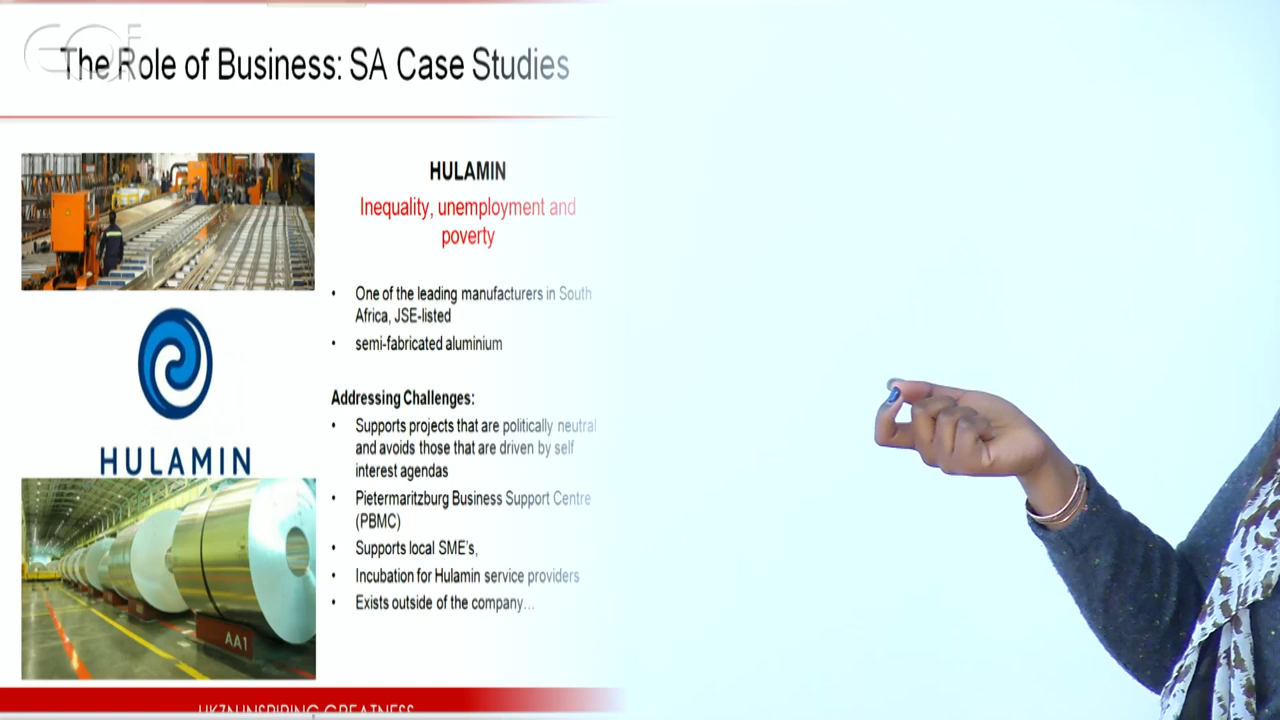 The Role of Business: SA Case Studies
HULAMIN
Inequality, unemployment and
poverty
• One of the leading manufacturers in South
Africa, JSE-listed
• semi-fabricated aluminium
HULAMIN
Addressing Challenges:
• Supports projects that are politically neutral
and avoids those that are driven by self
interest agendas
• Pietermaritzburg Business Support Centre
(PBMC)
• Supports local SME's,
• Incubation for Hulamin service providers
• Exists outside of the company…
AA1
UKZN INSPIRING GREATNESS